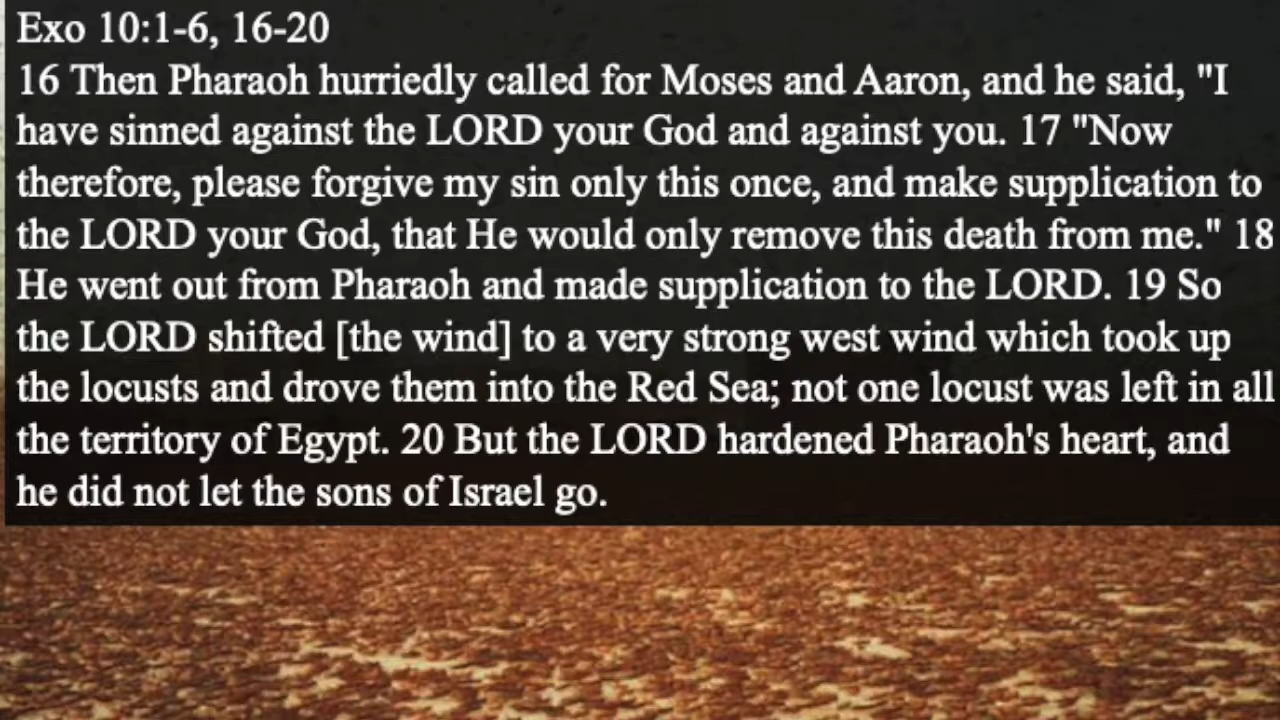 Exo 10:1-6, 16-20
16 Then Pharaoh hurriedly called for Moses and Aaron, and he said, "I
have sinned against the LORD your God and against you. 17 "Now
therefore, please forgive my sin only this once, and make supplication to
the LORD your God, that He would only remove this death from me." 18
He went out from Pharaoh and made supplication to the LORD. 19 So
the LORD shifted [the wind] to a very strong west wind which took up
the locusts and drove them into the Red Sea; not one locust was left in all
the territory of Egypt. 20 But the LORD hardened Pharaoh's heart, and
he did not let the sons of Israel go.